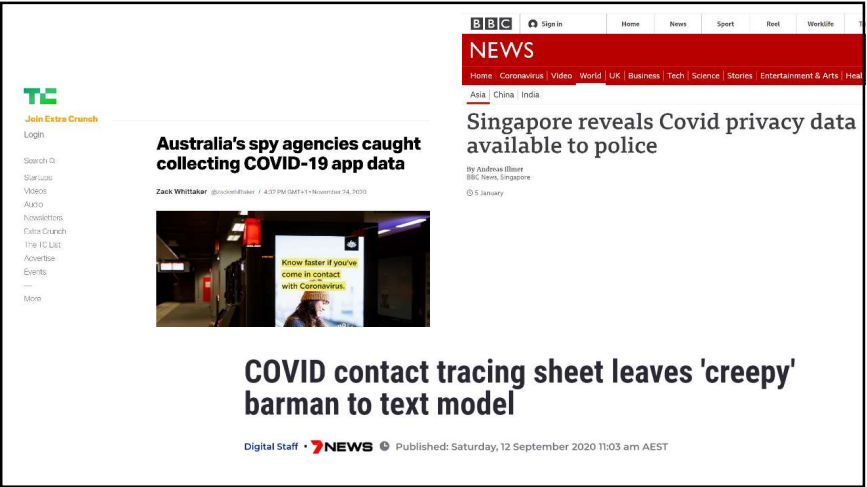 TC
Join Extra Crunch
Login
Search
Startups
Videos
Audio
Newsletters
Extra Crunch
The TC List
Advertise
Events
—
More
Australia's spy agencies caught
collecting COVID-19 app data
Zack Whittaker @zackwhittaker / 4:02 PM GMT+1 • November 24, 2020
Know faster if you've
come in contact
with Coronavirus.
BBC Sign in Home News Sport Reel Worklife
NEWS
Home | Coronavirus | Video | World | UK | Business | Tech | Science | Stories | Entertainment & Arts | Heal
Asia | China | India
Singapore reveals Covid privacy data
available to police
By Andreas Illmer
BBC News, Singapore
5 January
COVID contact tracing sheet leaves 'creepy'
barman to text model
Digital Staff • 7NEWS Published: Saturday, 12 September 2020 11:03 am AEST